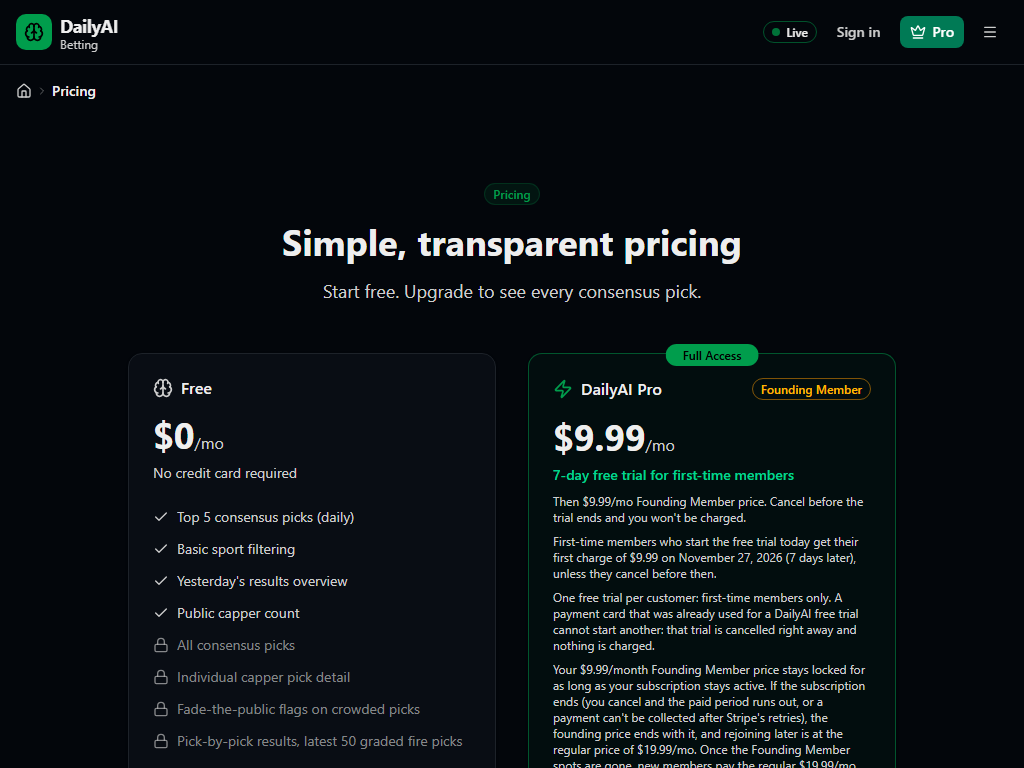 DailyAI
Betting
Live
Sign in
Pro
Pricing
Pricing
Simple, transparent pricing
Start free. Upgrade to see every consensus pick.
Free
$0/mo
No credit card required
Top 5 consensus picks (daily)
Basic sport filtering
Yesterday's results overview
Public capper count
All consensus picks
Individual capper pick detail
Fade-the-public flags on crowded picks
Pick-by-pick results, latest 50 graded fire picks
Full Access
DailyAI Pro
Founding Member
$9.99/mo
7-day free trial for first-time members
Then $9.99/mo Founding Member price. Cancel before the
trial ends and you won't be charged.
First-time members who start the free trial today get their
first charge of $9.99 on November 27, 2026 (7 days later),
unless they cancel before then.
One free trial per customer: first-time members only. A
payment card that was already used for a DailyAI free trial
cannot start another: that trial is cancelled right away and
nothing is charged.
Your $9.99/month Founding Member price stays locked for
as long as your subscription stays active. If the subscription
ends (you cancel and the paid period runs out, or a
payment can't be collected after Stripe's retries), the
founding price ends with it, and rejoining later is at the
regular price of $19.99/mo. Once the Founding Member
spots are gone, new members pay the regular $19.99/mo.